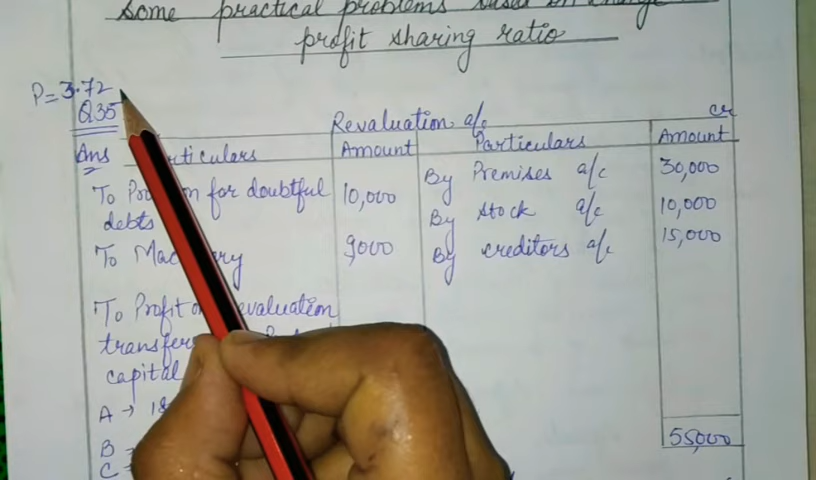 Some practical problems based on change
profit sharing ratio
P=3.72
Q35
Revaluation a/c
cr
Ans
Particulars Amount Particulars Amount
To for doubtful 10,000 By Premises a/c 30,000
debts By Stock a/c 10,000
To 9000 By creditors a/c 15,000
To Profit on revaluation
capital
A →
B
C
55,000